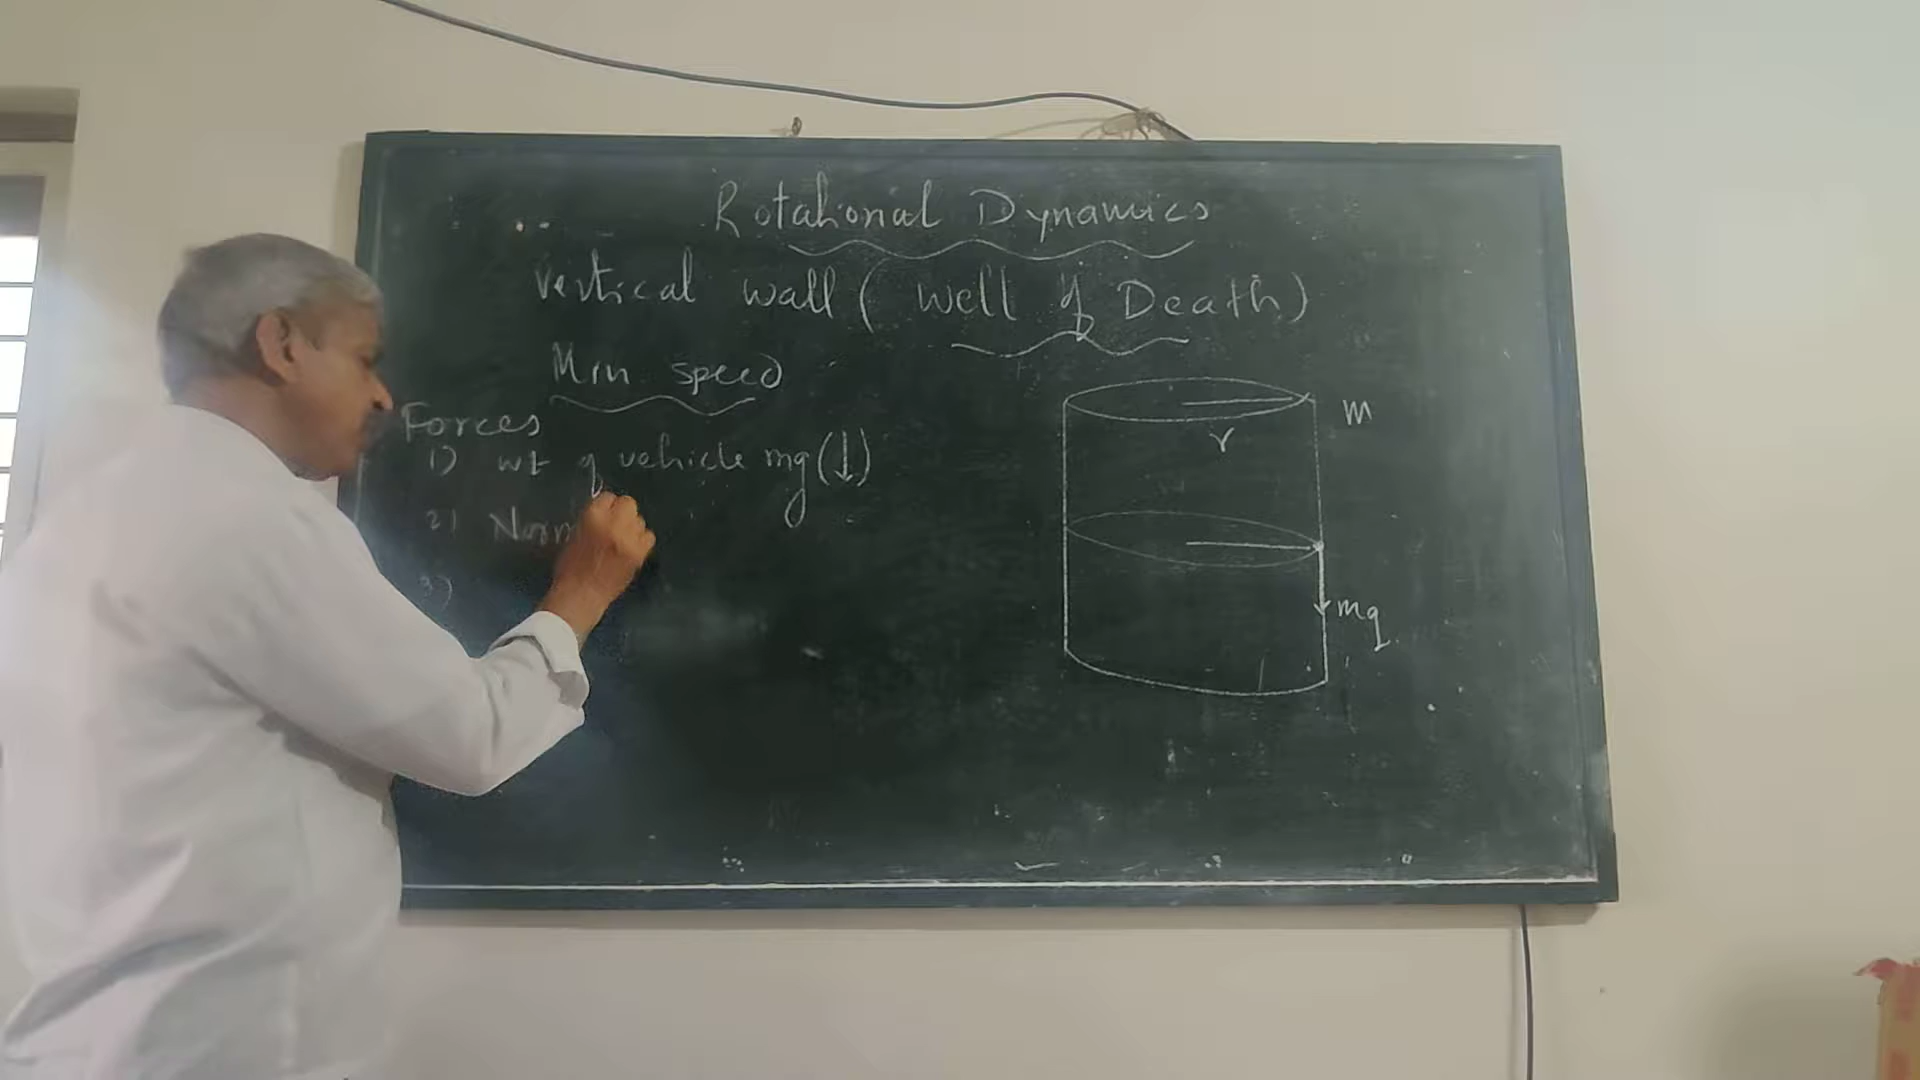 Rotational Dynamics
Vertical wall ( Well of Death)
Min speed
Forces
1) wt of vehicle mg (↓)
2) Norm
3)
m
r
mg